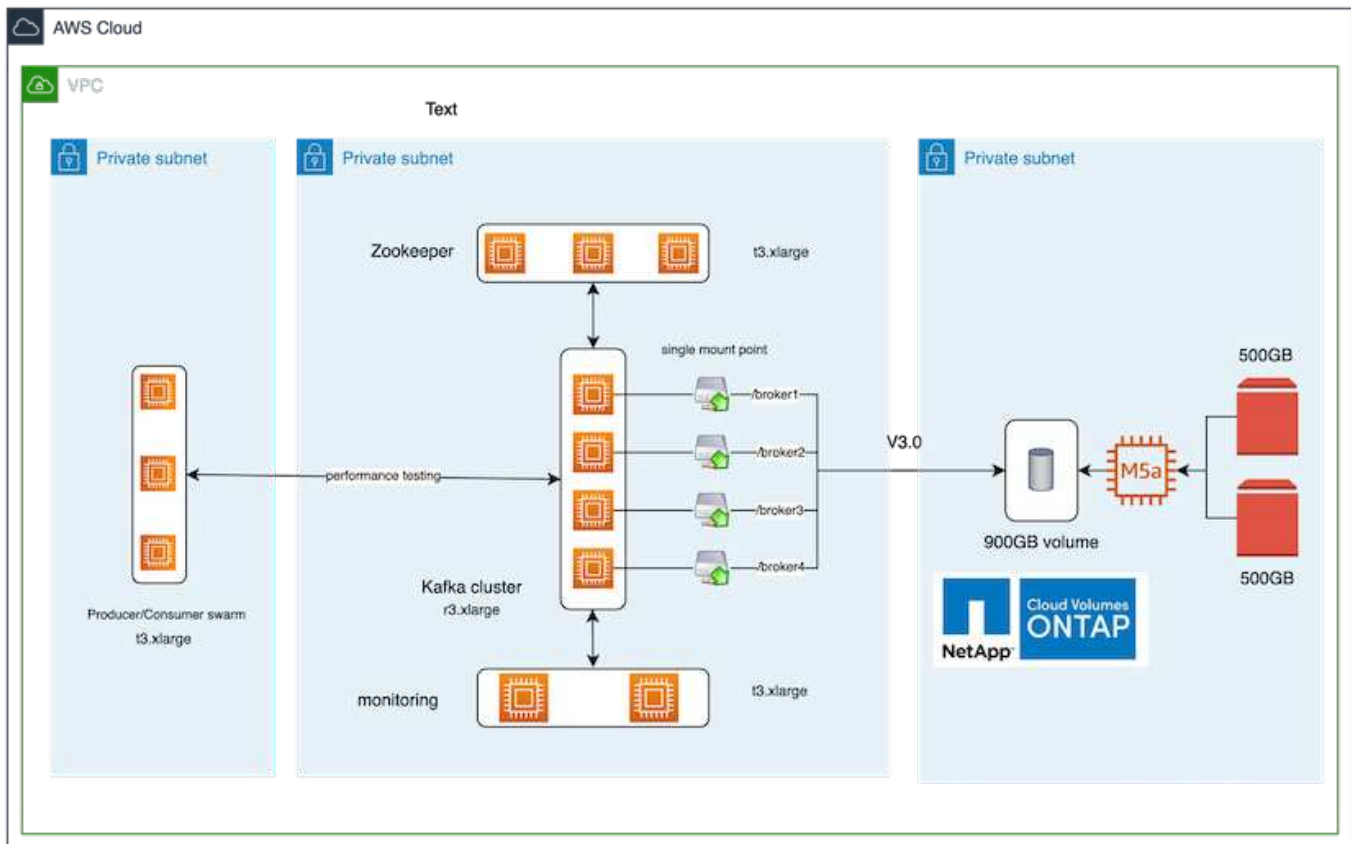 AWS Cloud
VPC
Text
Private subnet
Private subnet
Private subnet
Zookeeper
t3.xlarge
single mount point
/broker1
/broker2
/broker3
/broker4
performance testing
V3.0
500GB
M5a
500GB
900GB volume
Producer/Consumer swarm
t3.xlarge
Kafka cluster
r3.xlarge
monitoring
t3.xlarge
NetApp
Cloud Volumes
ONTAP